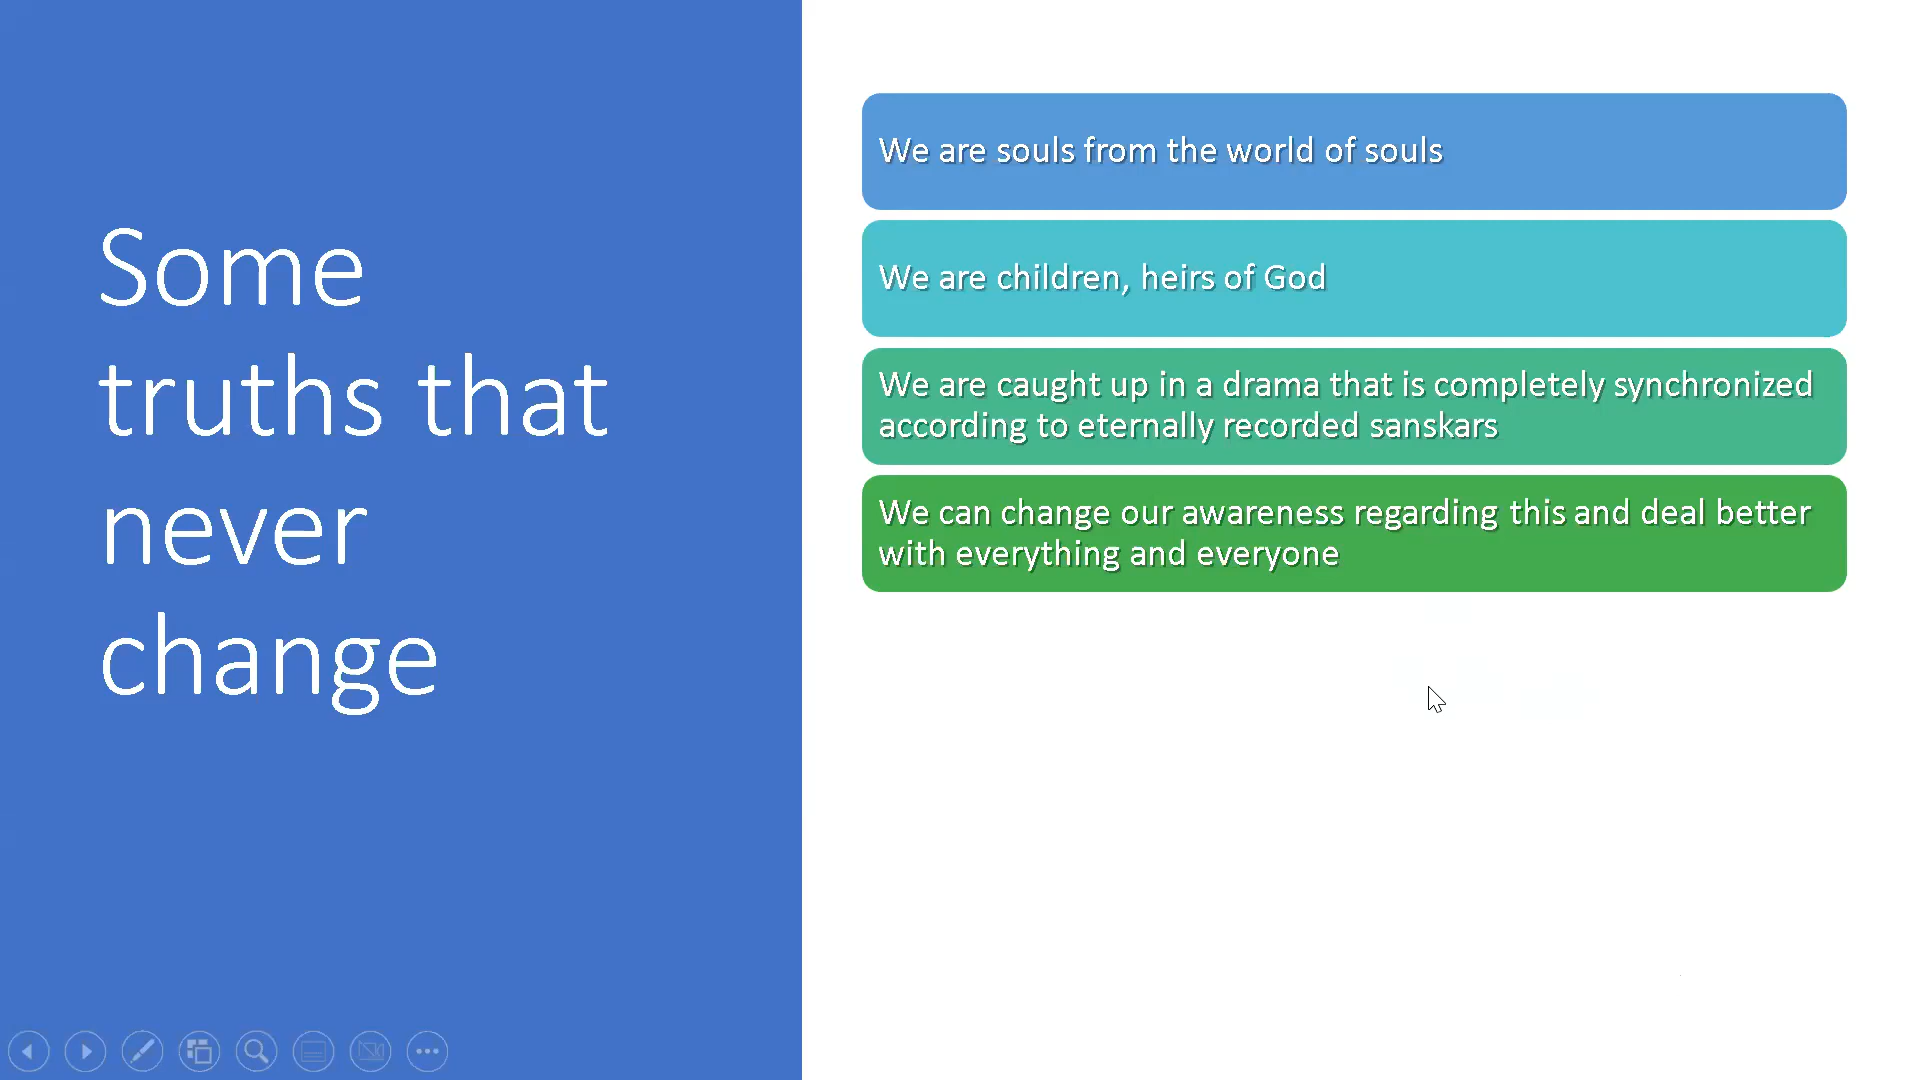 Some
truths that
never
change
We are souls from the world of souls
We are children, heirs of God
We are caught up in a drama that is completely synchronized
according to eternally recorded sanskars
We can change our awareness regarding this and deal better
with everything and everyone